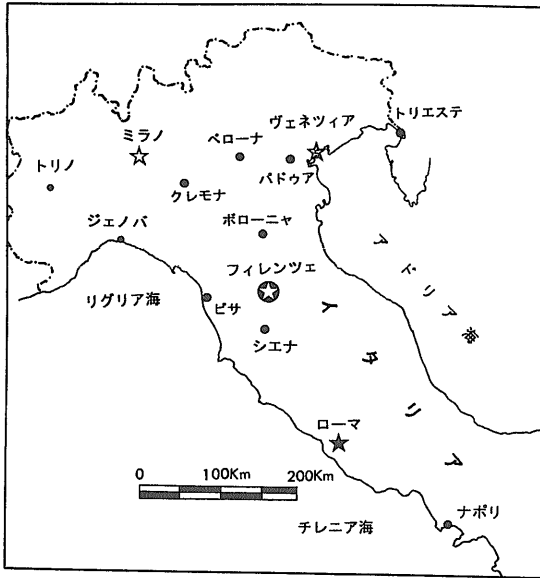 ミラノ
ベローナ
ヴェネツィア
トリエステ
トリノ
クレモナ
パドゥア
ジェノバ
ボローニャ
アドリア海
リグリア海
ピサ
フィレンツェ
イタリア
シエナ
ローマ
0 100Km 200Km
チレニア海
ナポリ